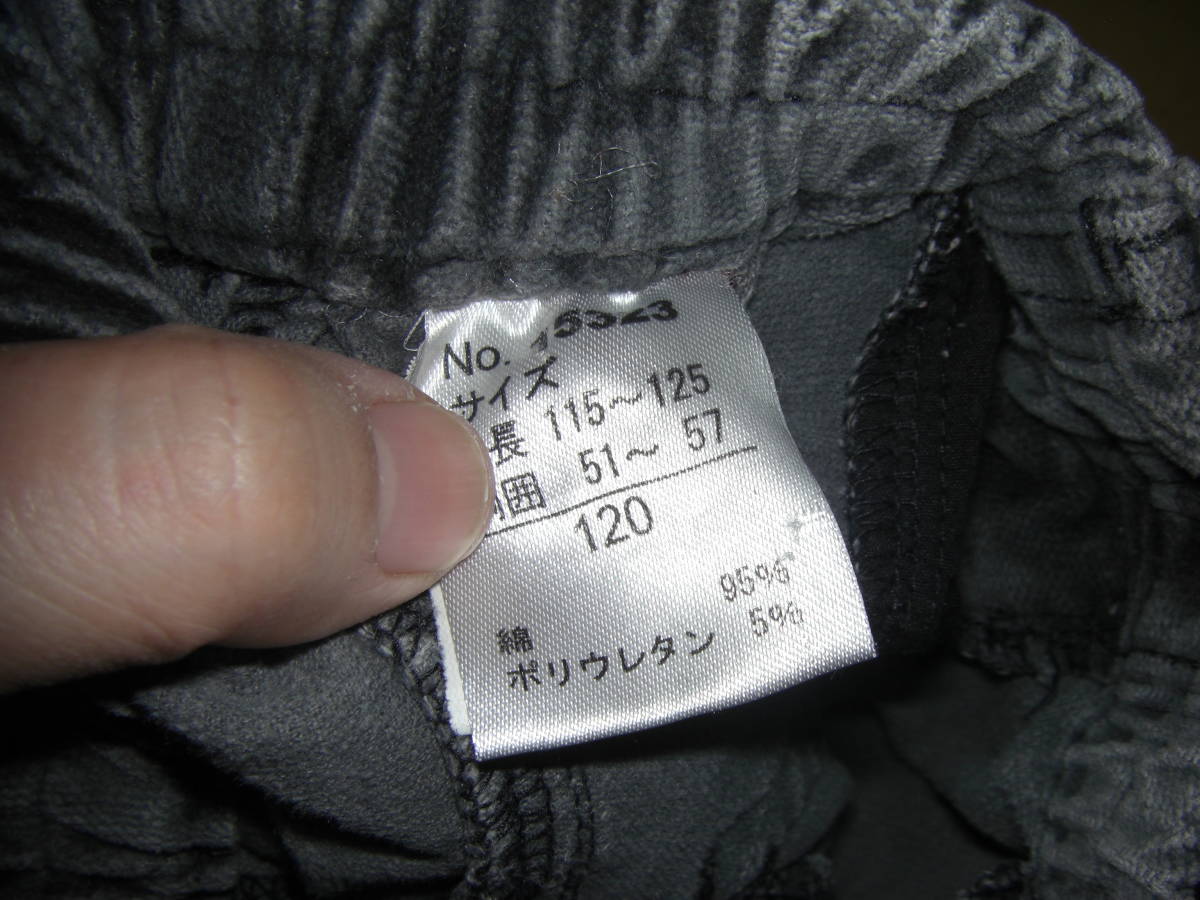 No. 15323
サイズ
長 115～125
囲 51～ 57
120
綿 95%
ポリウレタン 5%